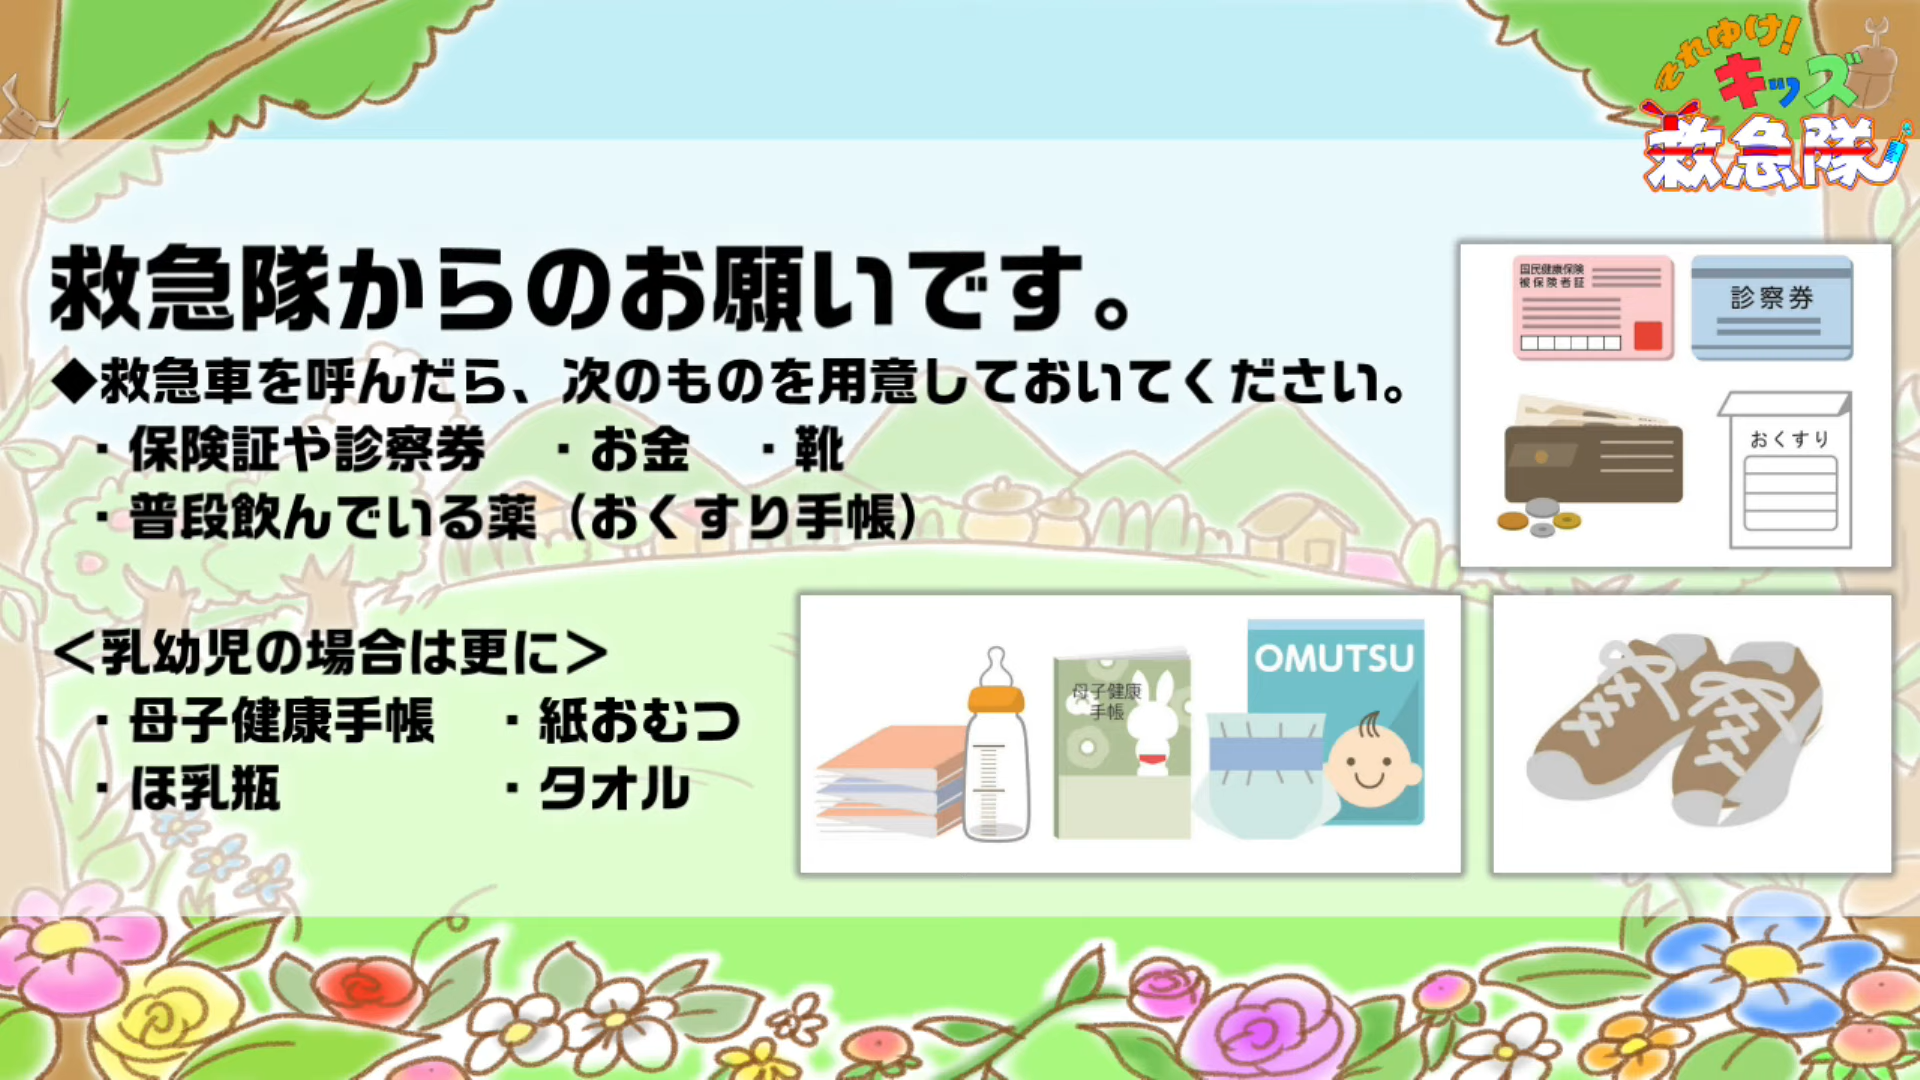 それゆけ!
キッズ
救急隊
救急隊からのお願いです。
◆救急車を呼んだら、次のものを用意しておいてください。
・保険証や診察券 ・お金 ・靴
・普段飲んでいる薬（おくすり手帳）
＜乳幼児の場合は更に＞
・母子健康手帳 ・紙おむつ
・ほ乳瓶 ・タオル
国民健康保険
被保険者証
診察券
おくすり
母子健康
手帳
OMUTSU